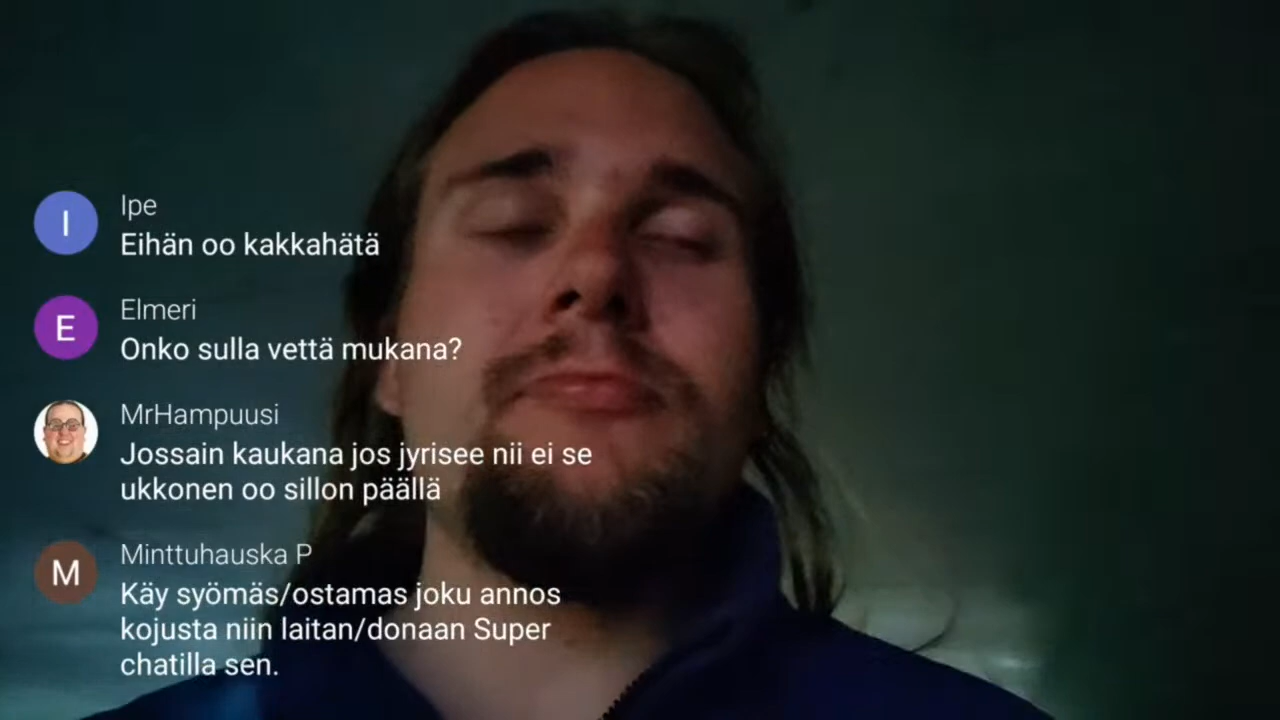 I
Ipe
Eihän oo kakkahätä
E
Elmeri
Onko sulla vettä mukana?
MrHampuusi
Jossain kaukana jos jyrisee nii ei se
ukkonen oo sillon päällä
M
Minttuhauska P
Käy syömäs/ostamas joku annos
kojusta niin laitan/donaan Super
chatilla sen.